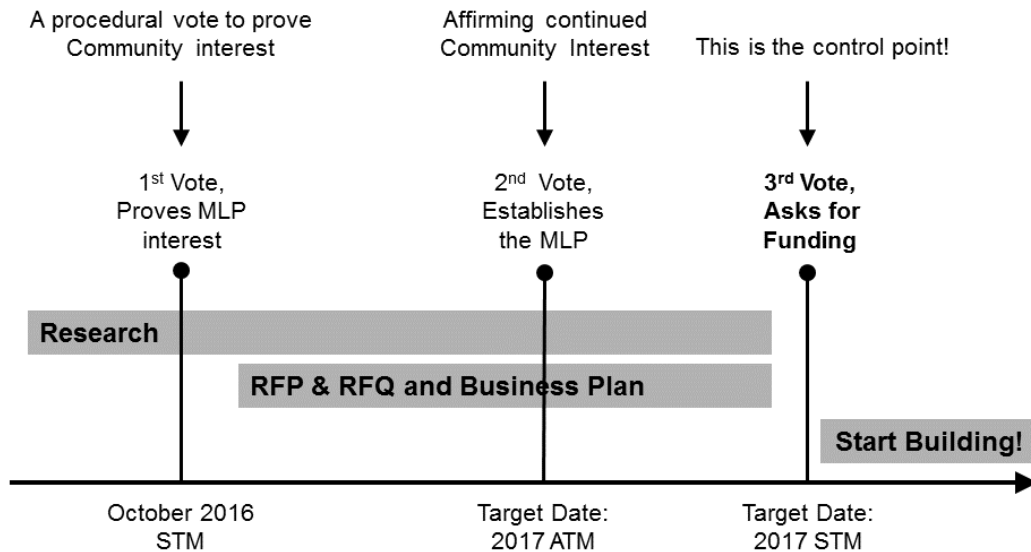 A procedural vote to prove
Community interest
Affirming continued
Community Interest
This is the control point!
1st Vote,
Proves MLP
interest
2nd Vote,
Establishes
the MLP
3rd Vote,
Asks for
Funding
Research
RFP & RFQ and Business Plan
Start Building!
October 2016
STM
Target Date:
2017 ATM
Target Date:
2017 STM